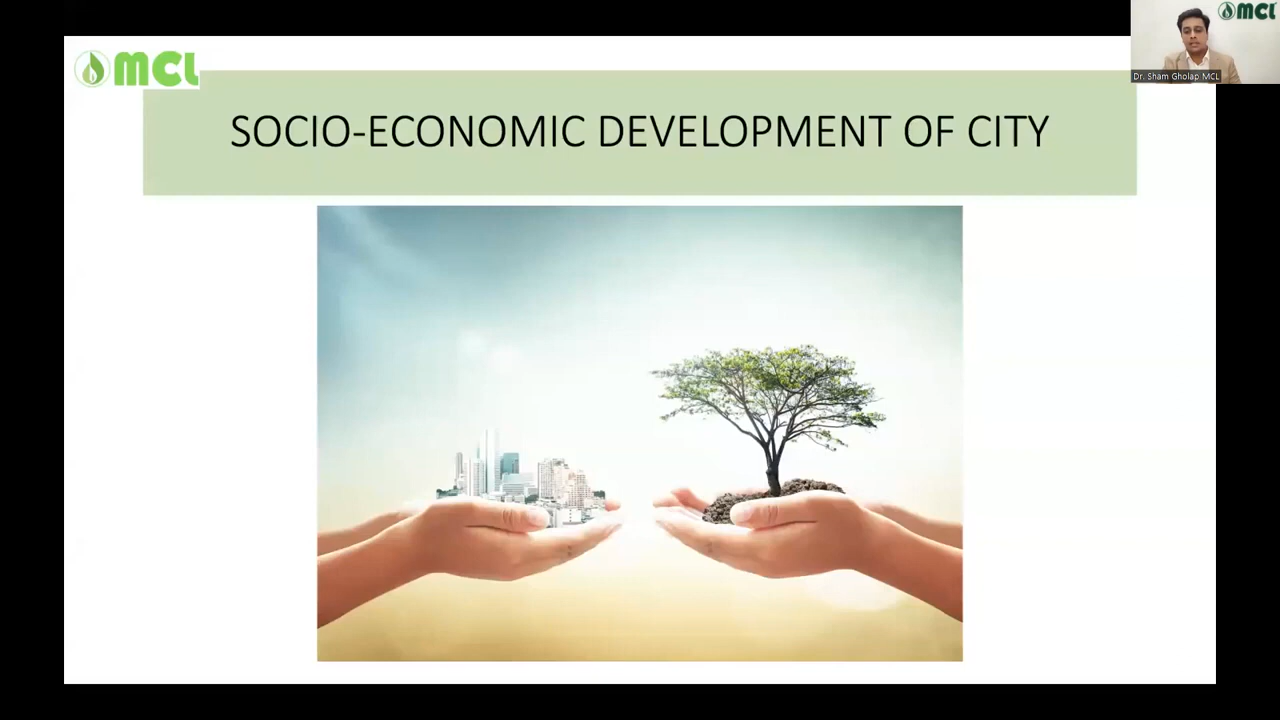 MCL
MCL
Dr. Sham Gholap MCL
SOCIO-ECONOMIC DEVELOPMENT OF CITY